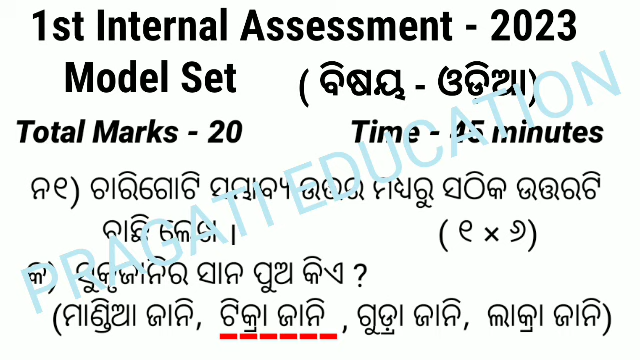 1st Internal Assessment - 2023
Model Set ( ବିଷୟ - ଓଡିଆ)
Total Marks - 20 Time - 45 minutes
ନ୧) ଚାରିଗୋଟି ସମ୍ଭାବ୍ୟ ଉତ୍ତର ମଧ୍ୟରୁ ସଠିକ ଉତ୍ତରଟି
ବାଛି ଲେଖ । ( ୧ × ୬)
କ) ସୁକୃଜାନିର ସାନ ପୁଅ କିଏ ?
(ମାଣ୍ଡିଆ ଜାନି, ଟିକ୍ରା ଜାନି , ଗୁଡ୍ରା ଜାନି, ଲାକ୍ରା ଜାନି)
PRAGATI EDUCATION